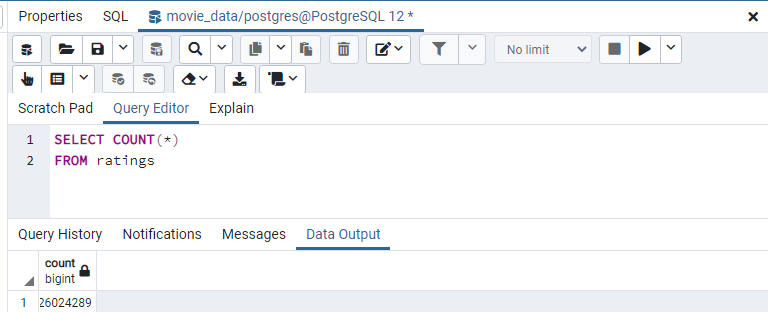 Properties SQL movie_data/postgres@PostgreSQL 12 *
No limit
Scratch Pad Query Editor Explain
1 SELECT COUNT(*)
2 FROM ratings
Query History Notifications Messages Data Output
count
bigint
1 26024289